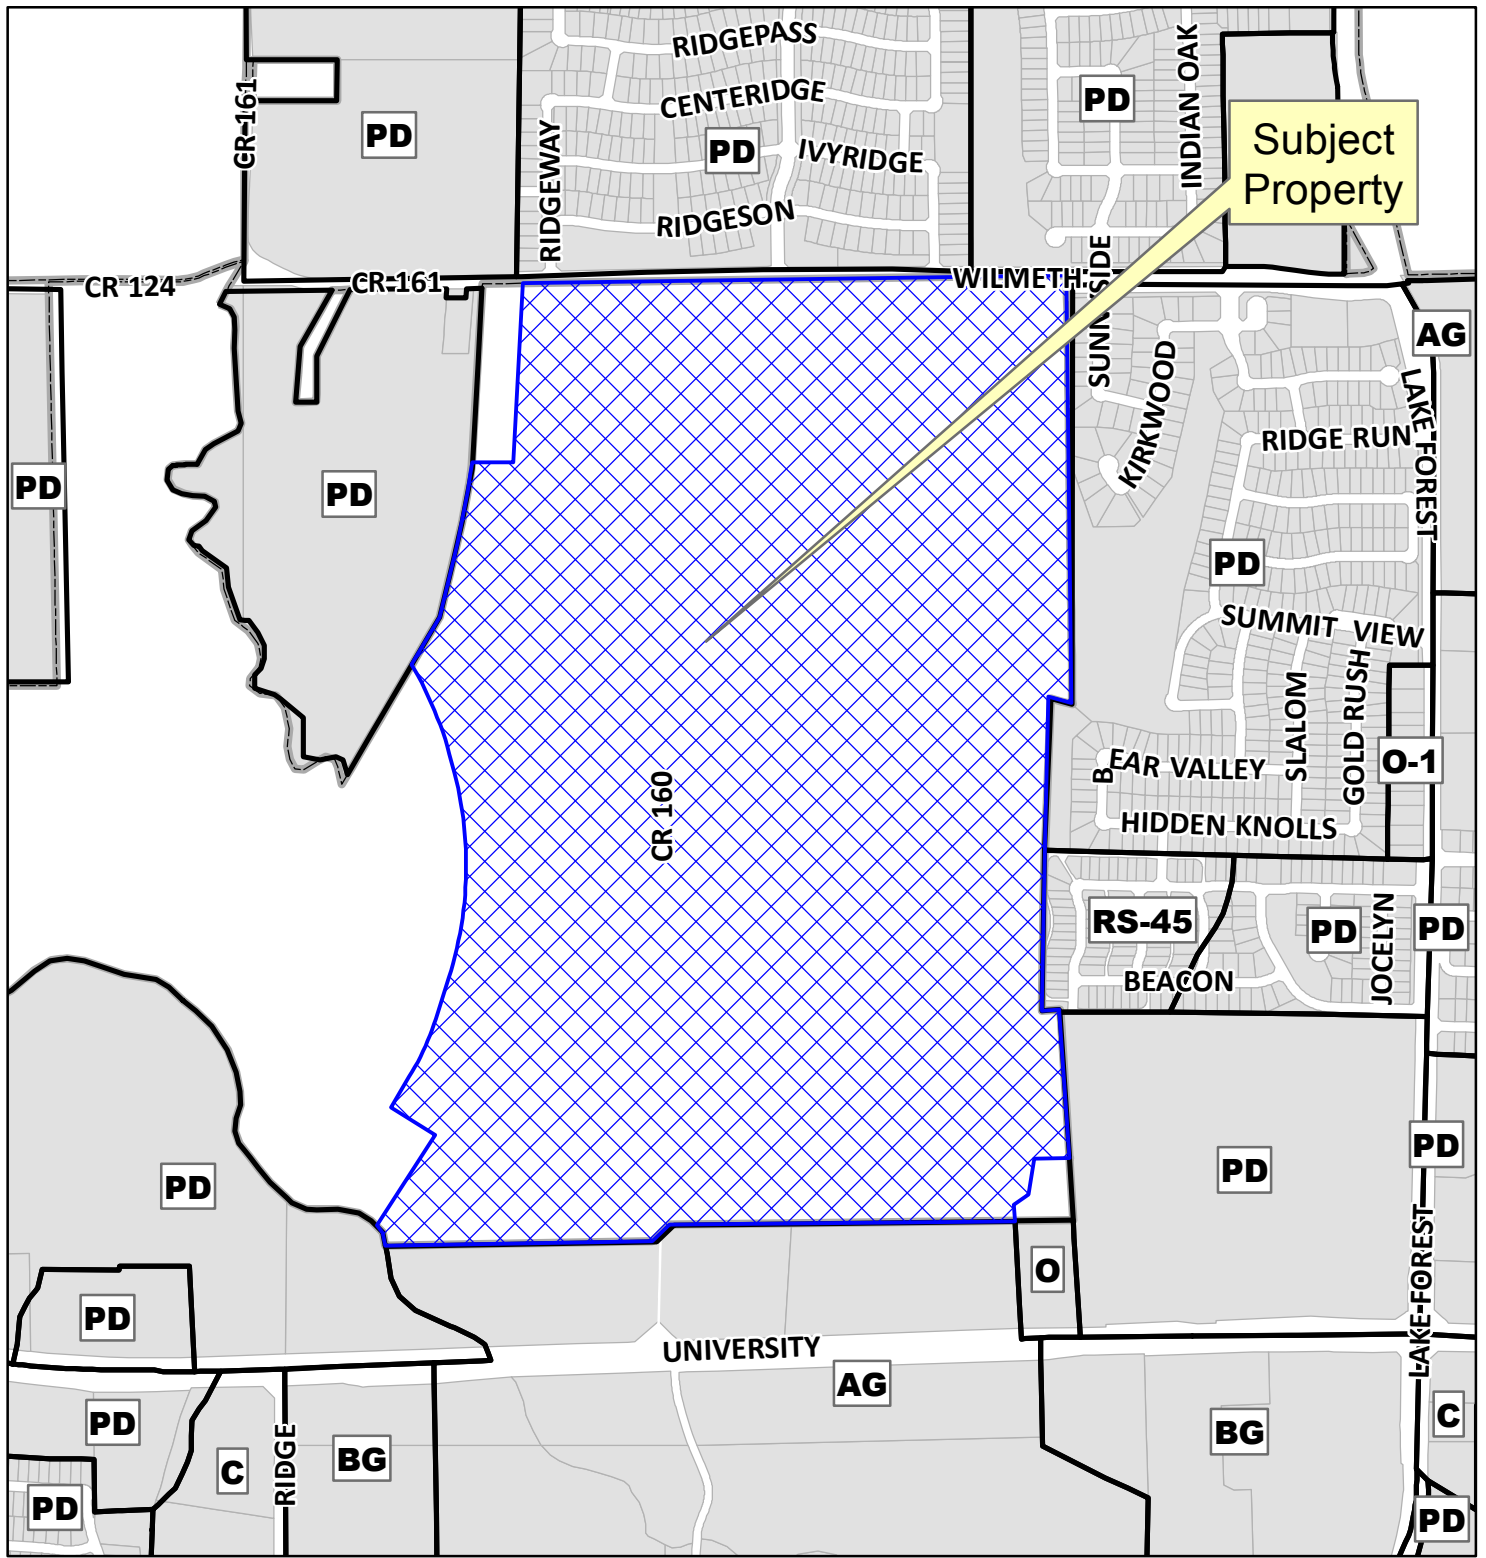 RIDGEPASS
INDIAN OAK
CR 161
CENTERIDGE
PD
PD
PD
IVYRIDGE
RIDGEWAY
RIDGESON
Subject
Property
CR 124
CR 161
WILMETH
SUNNYSIDE
AG
KIRKWOOD
LAKE FOREST
RIDGE RUN
PD
PD
PD
SUMMIT VIEW
GOLD RUSH
SLALOM
CR 160
BEAR VALLEY
O-1
HIDDEN KNOLLS
RS-45
PD
JOCELYN
PD
BEACON
PD
PD
PD
O
PD
LAKE FOREST
UNIVERSITY
AG
PD
C
RIDGE
BG
BG
C
PD
PD